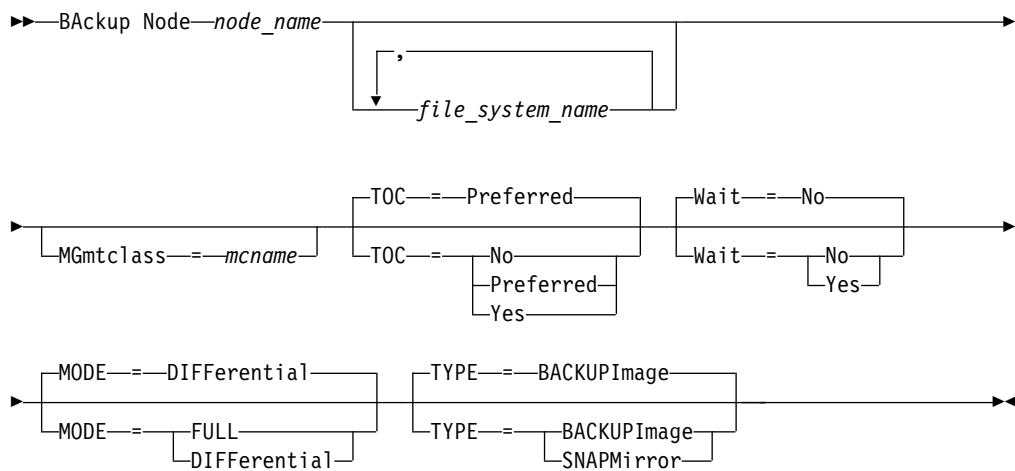 BAckup Node node_name
,
file_system_name
TOC = Preferred Wait = No
MGmtclass = mcname TOC = No Wait = No
Preferred Yes
Yes
MODE = DIFFerential TYPE = BACKUPImage
MODE = FULL TYPE = BACKUPImage
DIFFerential SNAPMirror